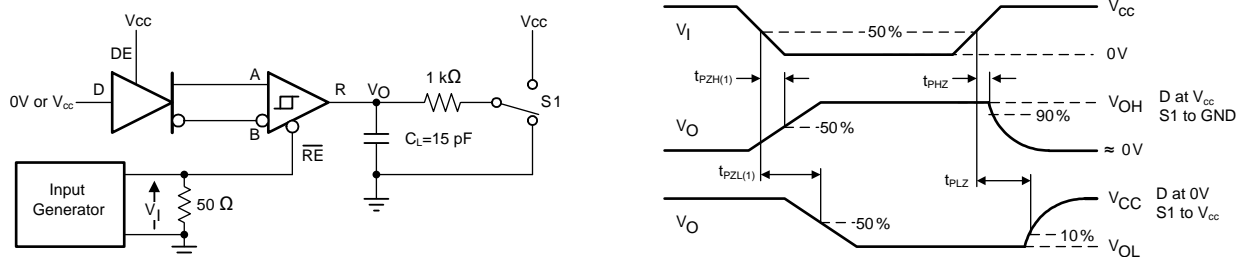 Vcc
Vcc
DE
D
0V or Vcc
A
B
R
VO
1 kΩ
S1
CL=15 pF
RE
Input
Generator
VI
50 Ω
VI
50%
Vcc
0V
tPZH(1)
tPHZ
VO
50%
90%
VOH
≈ 0V
D at Vcc
S1 to GND
tPZL(1)
tPLZ
VO
50%
10%
VCC
VOL
D at 0V
S1 to Vcc